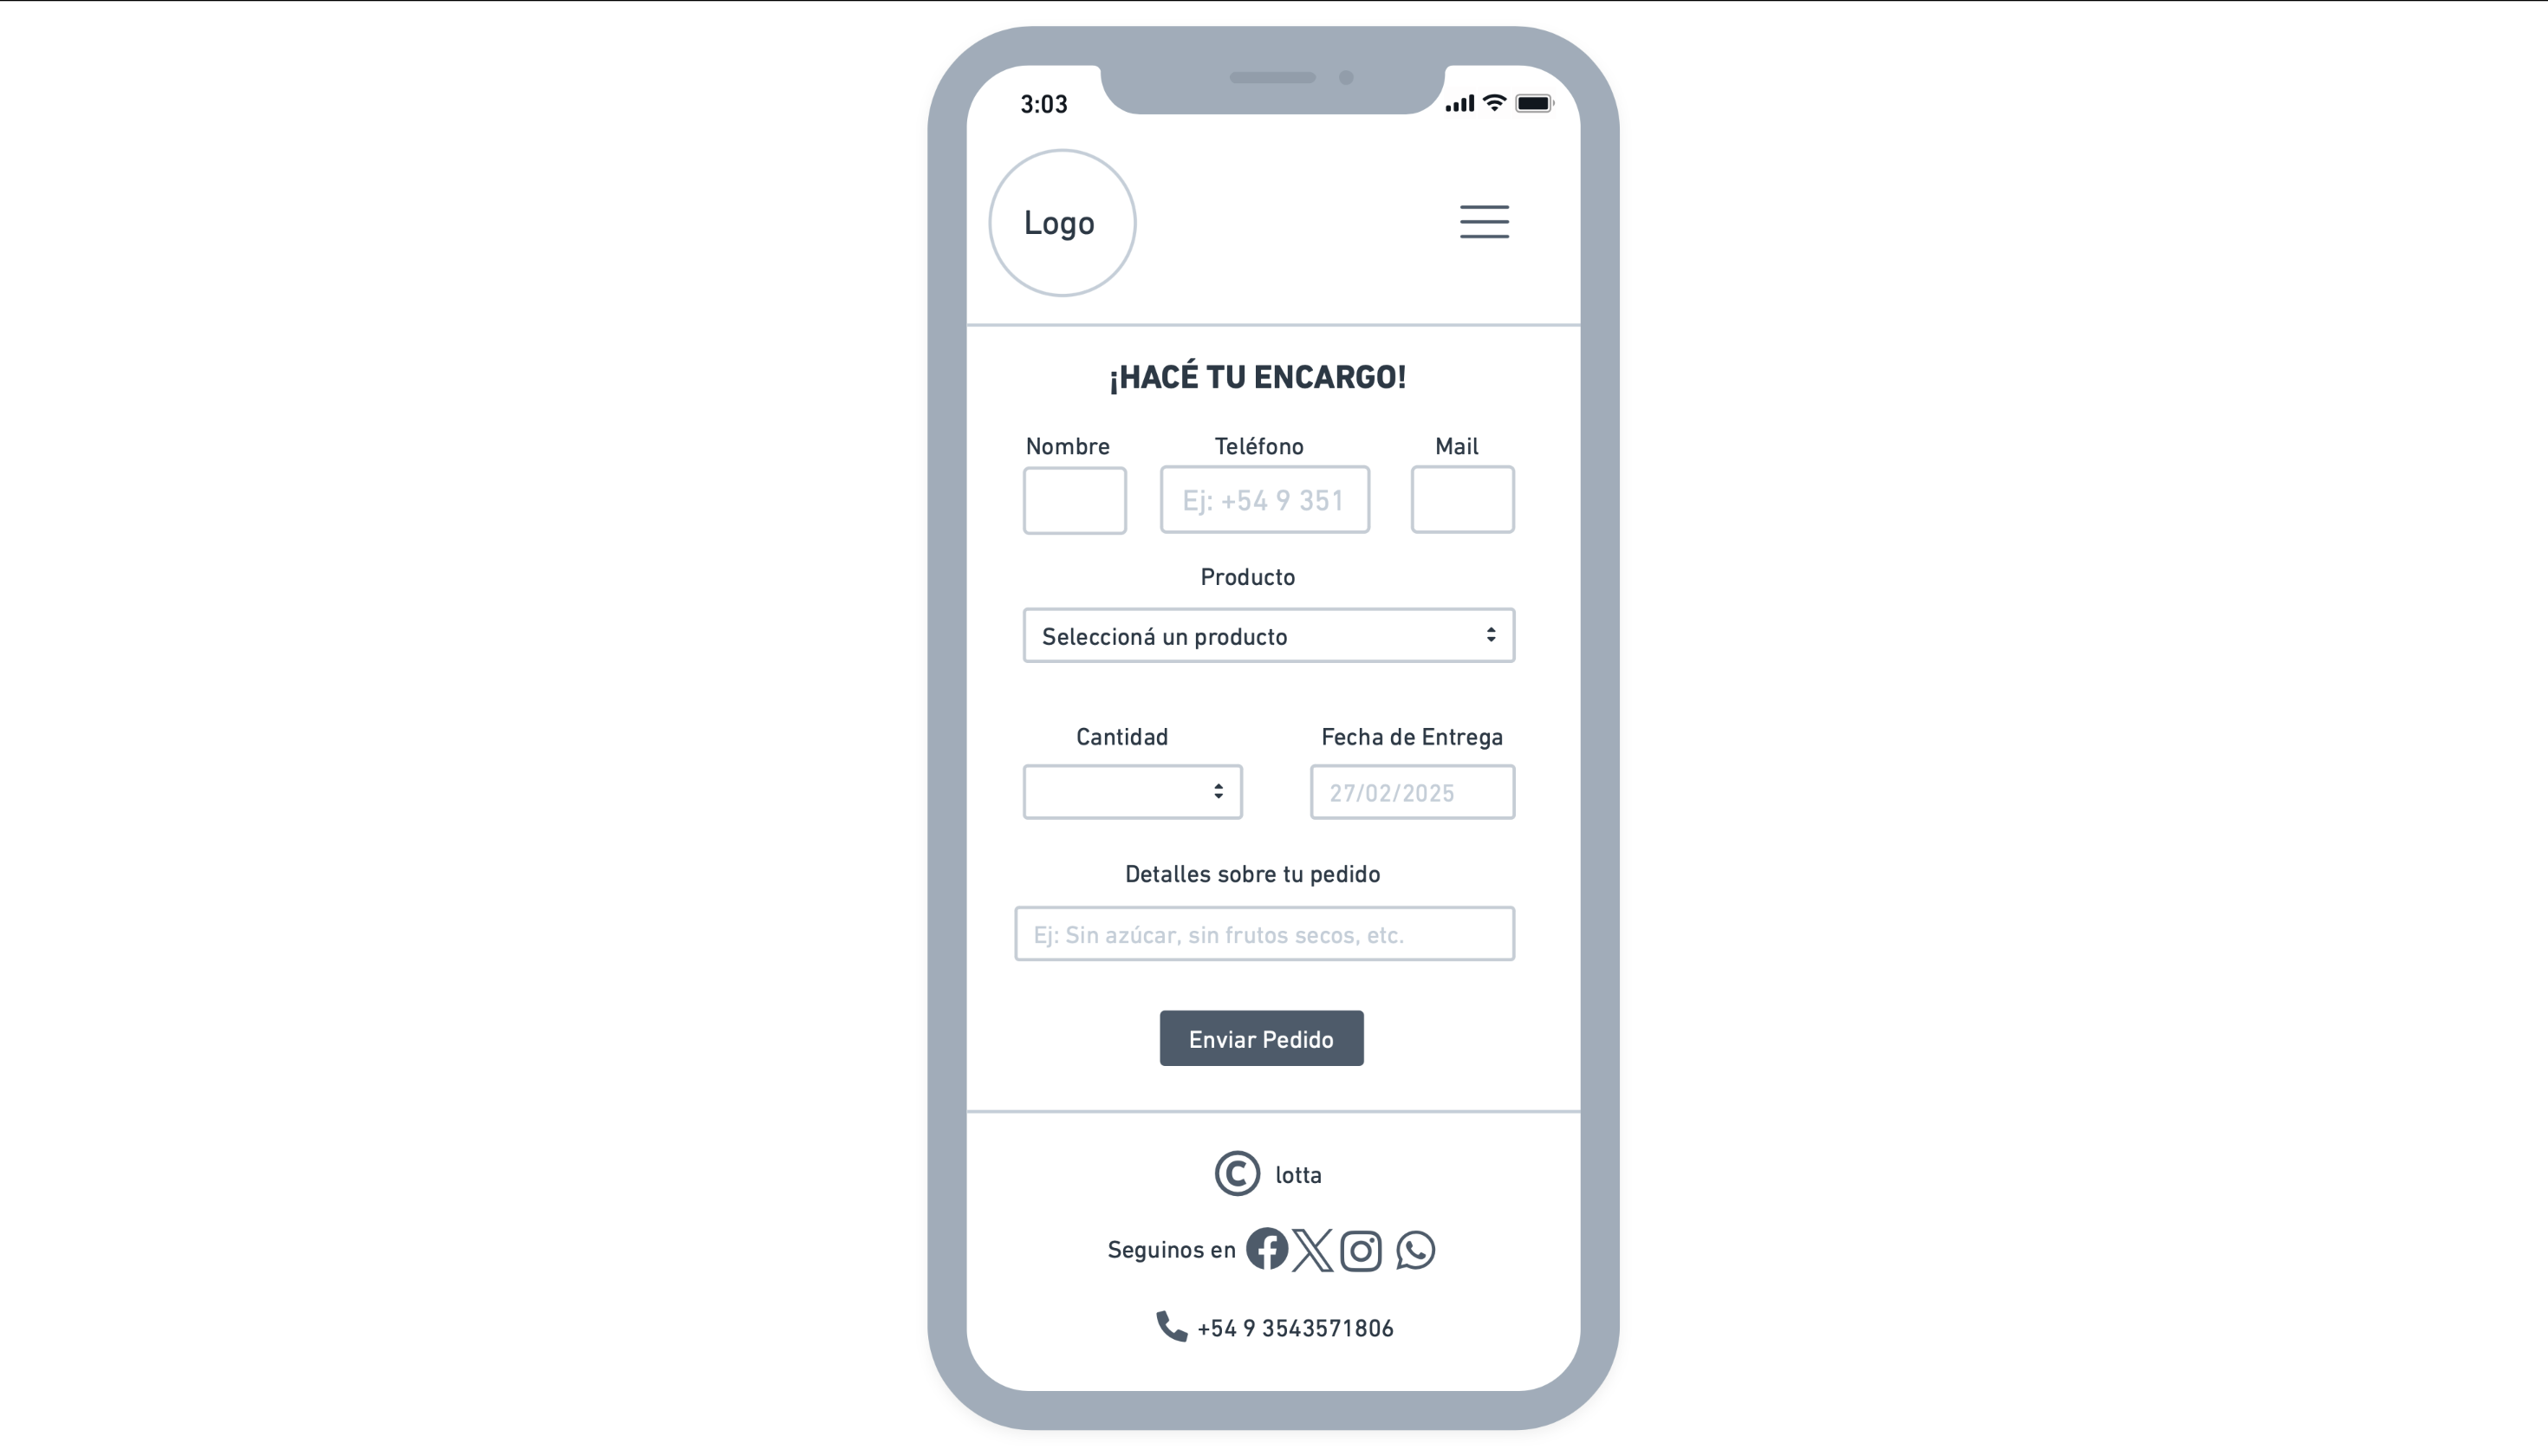 3:03
Logo
¡HACÉ TU ENCARGO!
Nombre Teléfono Mail
Ej: +54 9 351
Producto
Seleccioná un producto
Cantidad Fecha de Entrega
27/02/2025
Detalles sobre tu pedido
Ej: Sin azúcar, sin frutos secos, etc.
Enviar Pedido
© lotta
Seguinos en
+54 9 3543571806